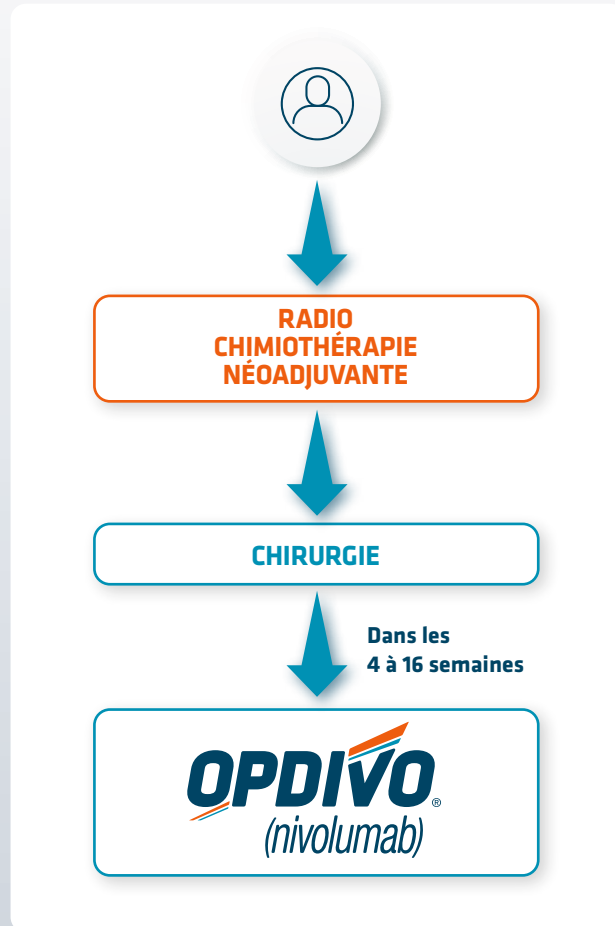 RADIO
CHIMIOTHÉRAPIE
NÉOADJUVANTE
CHIRURGIE
Dans les
4 à 16 semaines
OPDIVO®
(nivolumab)